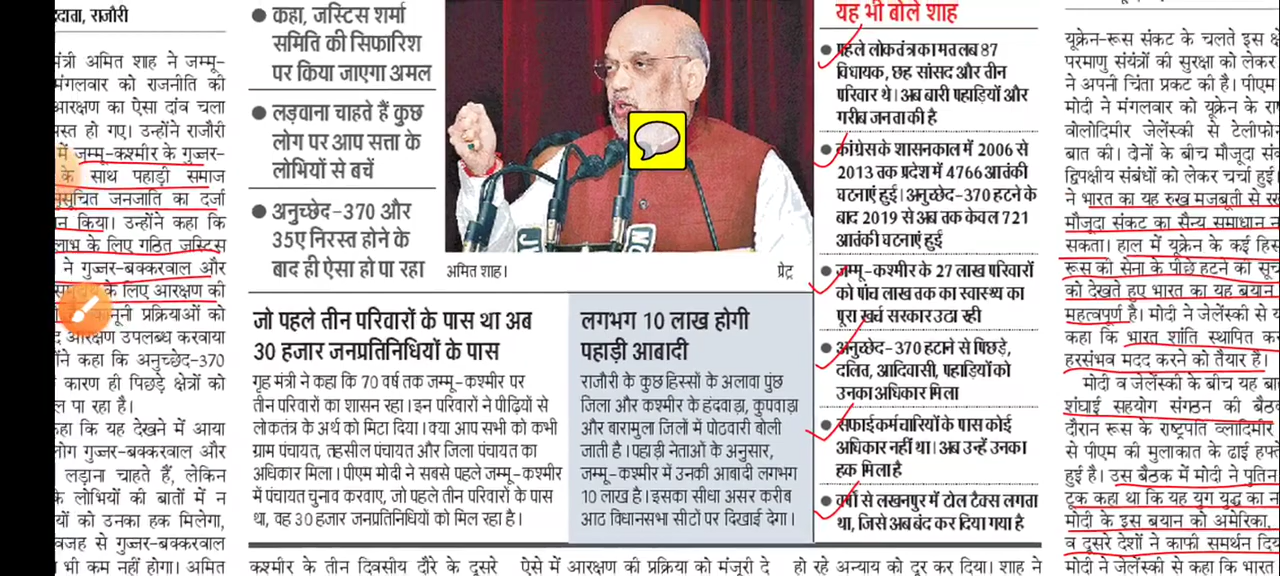 दाता, राजौरी
मंत्री अमित शाह ने जम्मू-
मंगलवार को राजनीति की
आरक्षण का ऐसा दांव चला
स्त हो गए। उन्होंने राजौरी
में जम्मू-कश्मीर के गुज्जर-
के साथ पहाड़ी समाज
सूचित जनजाति का दर्जा
न किया। उन्होंने कहा कि
लाभ के लिए गठित जस्टिस
ने गुज्जर-बक्करवाल और
के लिए आरक्षण की
नूनी प्रक्रियाओं को
आरक्षण उपलब्ध करवाया
ने कहा कि अनुच्छेद-370
कारण ही पिछड़े क्षेत्रों को
ल पा रहा है।
कहा कि यह देखने में आया
लोग गुज्जर-बक्करवाल और
लड़ाना चाहते हैं, लेकिन
के लोभियों की बातों में न
यों को उनका हक मिलेगा,
वजह से गुज्जर-बक्करवाल
भी कम नहीं होगा। अमित
● कहा, जस्टिस शर्मा
समिति की सिफारिश
पर किया जाएगा अमल
● लड़वाना चाहते हैं कुछ
लोग पर आप सत्ता के
लोभियों से बचें
● अनुच्छेद-370 और
35ए निरस्त होने के
बाद ही ऐसा हो पा रहा
अमित शाह। प्रेट्र
जो पहले तीन परिवारों के पास था अब
30 हजार जनप्रतिनिधियों के पास
गृह मंत्री ने कहा कि 70 वर्ष तक जम्मू-कश्मीर पर
तीन परिवारों का शासन रहा। इन परिवारों ने पीढ़ियों से
लोकतंत्र के अर्थ को मिटा दिया। क्या आप सभी को कभी
ग्राम पंचायत, तहसील पंचायत और जिला पंचायत का
अधिकार मिला। पीएम मोदी ने सबसे पहले जम्मू-कश्मीर
में पंचायत चुनाव करवाए, जो पहले तीन परिवारों के पास
था, वह 30 हजार जनप्रतिनिधियों को मिल रहा है।
लगभग 10 लाख होगी
पहाड़ी आबादी
राजौरी के कुछ हिस्सों के अलावा पुंछ
जिला और कश्मीर के हंदवाड़ा, कुपवाड़ा
और बारामुला जिलों में पोठवारी बोली
जाती है। पहाड़ी नेताओं के अनुसार,
जम्मू-कश्मीर में उनकी आबादी लगभग
10 लाख है। इसका सीधा असर करीब
आठ विधानसभा सीटों पर दिखाई देगा।
कश्मीर के तीन दिवसीय दौरे के दूसरे
ऐसे में आरक्षण की प्रक्रिया को मंजूरी दे
हो रहे अन्याय को दूर कर दिया। शाह ने
यह भी बोले शाह
● पहले लोकतंत्र का मतलब 87
विधायक, छह सांसद और तीन
परिवार थे। अब बारी पहाड़ियों और
गरीब जनता की है
● कांग्रेस के शासनकाल में 2006 से
2013 तक प्रदेश में 4766 आतंकी
घटनाएं हुईं। अनुच्छेद-370 हटने के
बाद 2019 से अब तक केवल 721
आतंकी घटनाएं हुईं
● जम्मू-कश्मीर के 27 लाख परिवारों
को पांच लाख तक का स्वास्थ्य का
पूरा खर्च सरकार उठा रही
● अनुच्छेद-370 हटाने से पिछड़े,
दलित, आदिवासी, पहाड़ियों को
उनका अधिकार मिला
● सफाई कर्मचारियों के पास कोई
अधिकार नहीं था। अब उन्हें उनका
हक मिला है
● वर्षों से लखनपुर में टोल टैक्स लगता
था, जिसे अब बंद कर दिया गया है
यूक्रेन-रूस संकट के चलते इस क्षे
परमाणु संयंत्रों की सुरक्षा को लेकर
ने अपनी चिंता प्रकट की है। पीएम
मोदी ने मंगलवार को यूक्रेन के रा
वोलोदिमीर जेलेंस्की से टेलीफो
बात की। दोनों के बीच मौजूदा संक
द्विपक्षीय संबंधों को लेकर चर्चा हुई
ने भारत का यह रुख मजबूती से रख
मौजूदा संकट का सैन्य समाधान न
सकता। हाल में यूक्रेन के कई हिस
रूस की सेना के पीछे हटने की सूच
को देखते हुए भारत का यह बयान
महत्वपूर्ण है। मोदी ने जेलेंस्की से य
कहा कि भारत शांति स्थापित कर
हरसंभव मदद करने को तैयार है।
मोदी व जेलेंस्की के बीच यह बा
शंघाई सहयोग संगठन की बैठ
दौरान रूस के राष्ट्रपति व्लादिमीर
से पीएम की मुलाकात के ढाई हफ्ते
हुई है। उस बैठक में मोदी ने पुतिन
टूक कहा था कि यह युग युद्ध का न
मोदी के इस बयान को अमेरिका,
व दूसरे देशों ने काफी समर्थन दिय
मोदी ने जेलेंस्की से कहा कि भारत